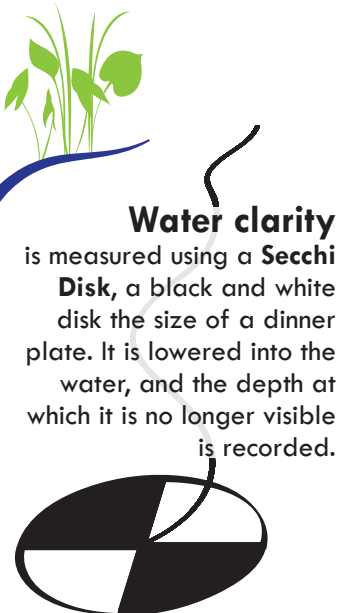 Water clarity
is measured using a Secchi
Disk, a black and white
disk the size of a dinner
plate. It is lowered into the
water, and the depth at
which it is no longer visible
is recorded.